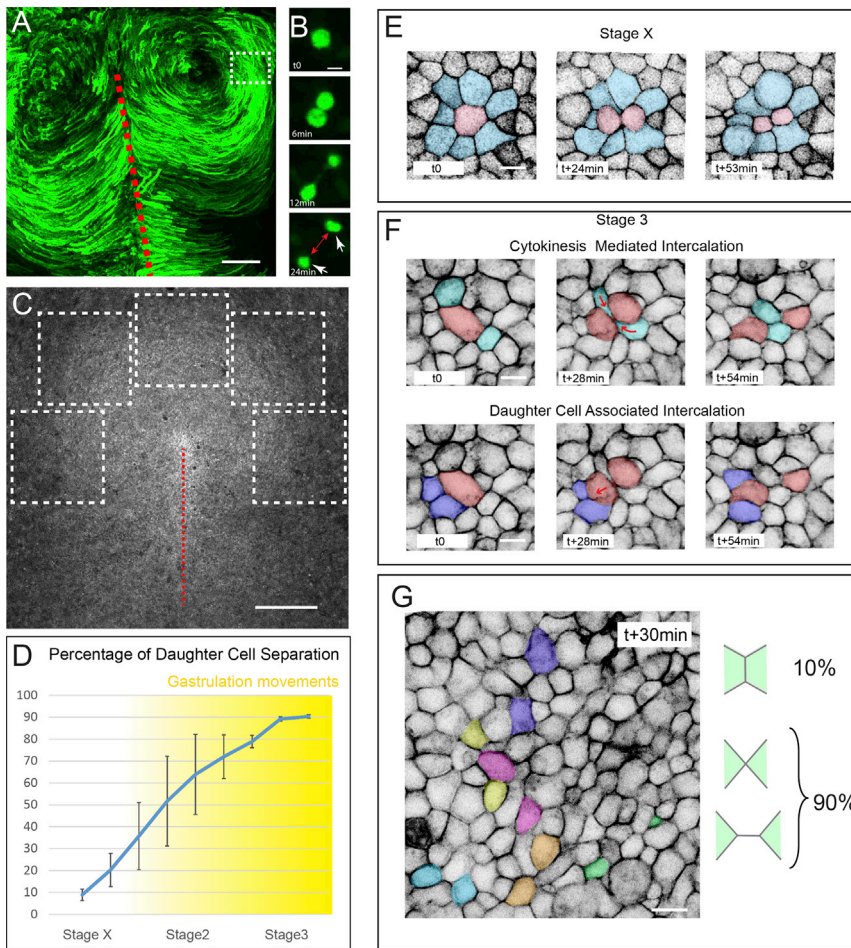 A
B
t0
6min
12min
24min
C
D
Percentage of Daughter Cell Separation
Gastrulation movements
100
90
80
70
60
50
40
30
20
10
0
Stage X
Stage2
Stage3
E
Stage X
t0
t+24min
t+53min
F
Stage 3
Cytokinesis Mediated Intercalation
t0
t+28min
t+54min
Daughter Cell Associated Intercalation
t0
t+28min
t+54min
G
t+30min
10%
90%